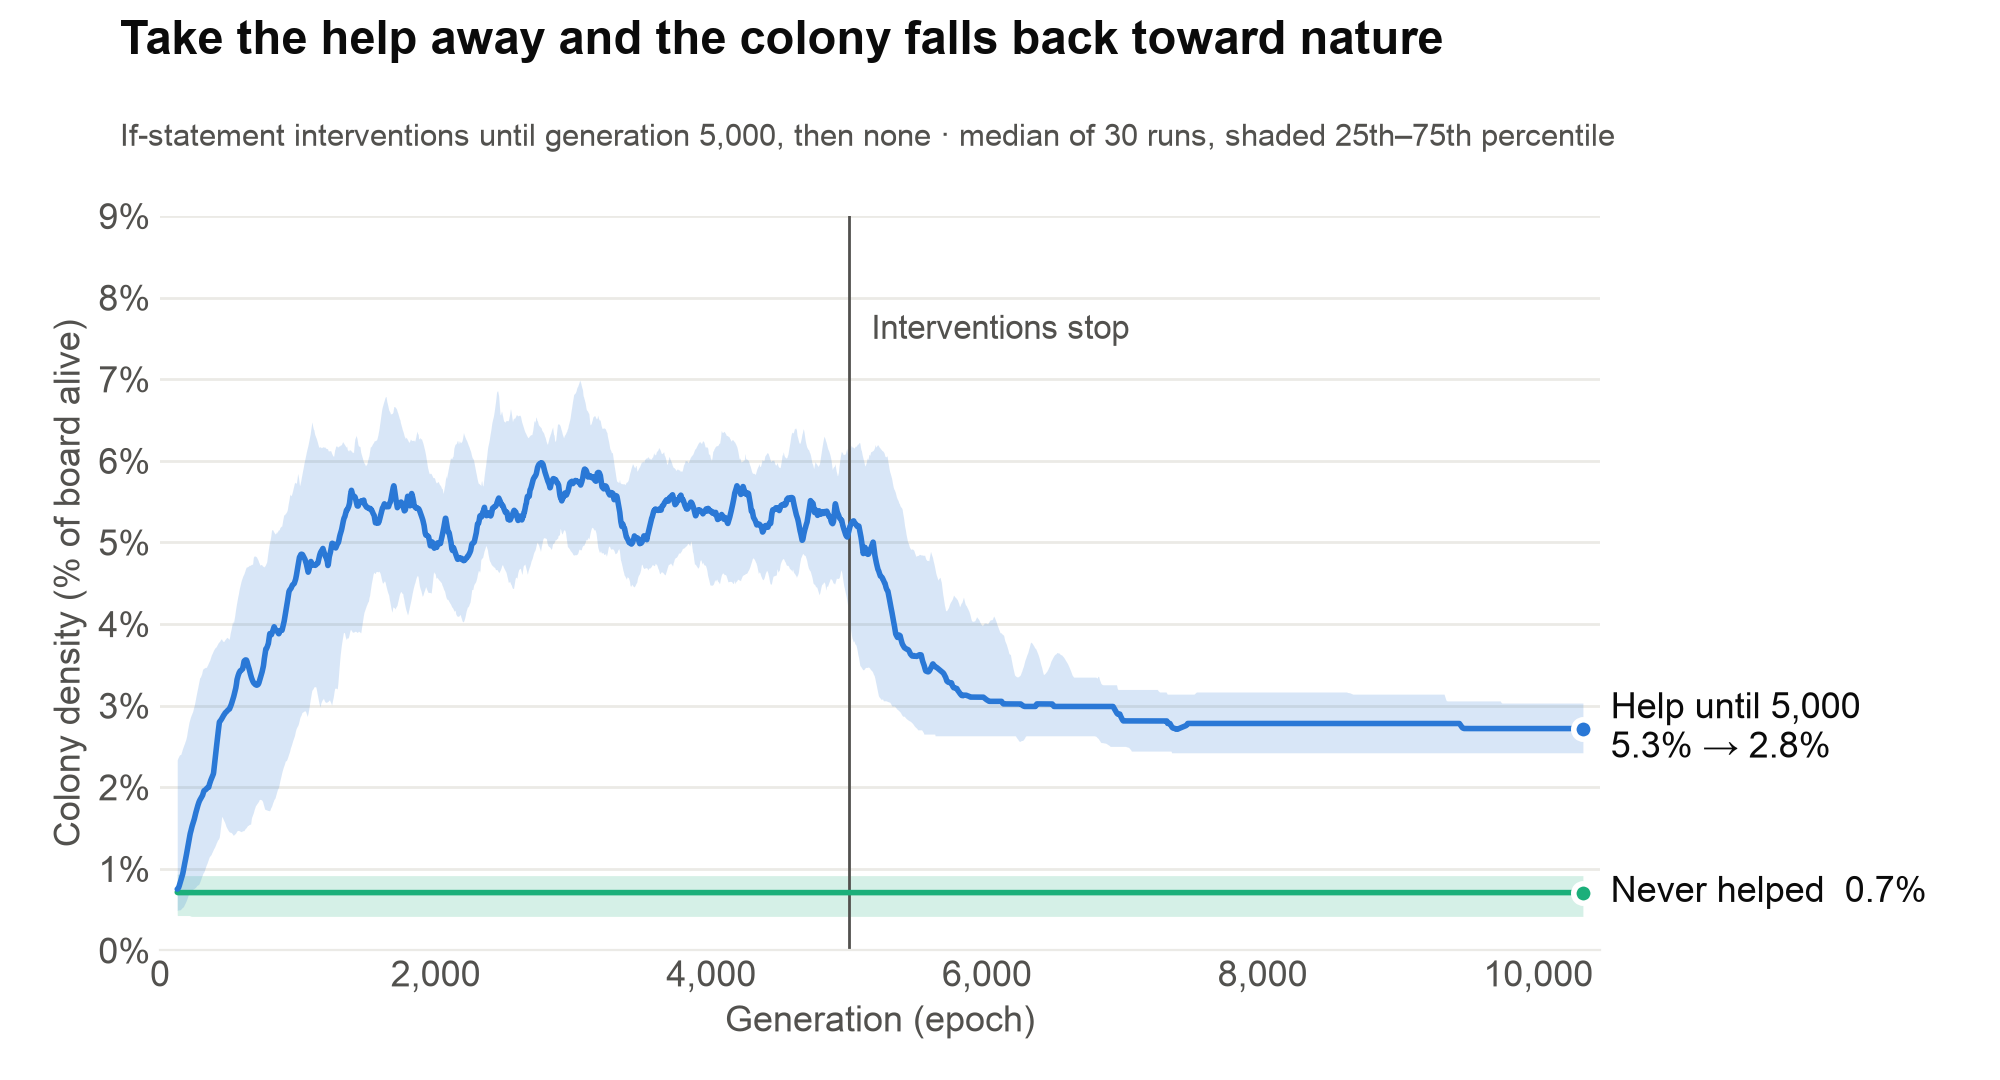 Take the help away and the colony falls back toward nature
If-statement interventions until generation 5,000, then none · median of 30 runs, shaded 25th–75th percentile
9%
8%
7%
6%
5%
4%
3%
2%
1%
0%
Colony density (% of board alive)
Interventions stop
Help until 5,000
5.3% → 2.8%
Never helped 0.7%
0 2,000 4,000 6,000 8,000 10,000
Generation (epoch)